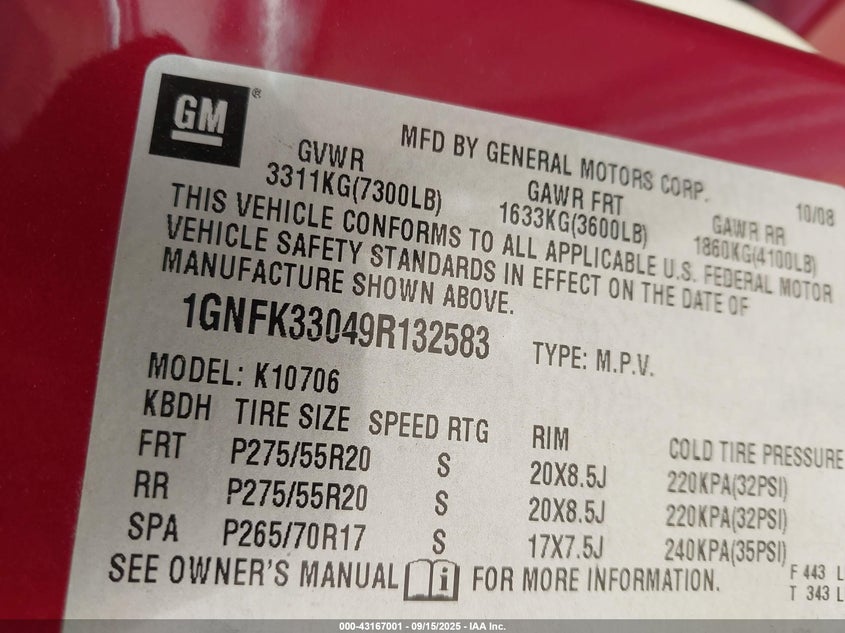 GM ®
MFD BY GENERAL MOTORS CORP.
10/08
GVWR GAWR FRT GAWR RR
3311KG(7300LB) 1633KG(3600LB) 1860KG(4100LB)
THIS VEHICLE CONFORMS TO ALL APPLICABLE U.S. FEDERAL MOTOR
VEHICLE SAFETY STANDARDS IN EFFECT ON THE DATE OF
MANUFACTURE SHOWN ABOVE.
1GNFK33049R132583 TYPE: M.P.V.
MODEL: K10706
KBDH TIRE SIZE SPEED RTG RIM COLD TIRE PRESSURE
FRT P275/55R20 S 20X8.5J 220KPA(32PSI)
RR P275/55R20 S 20X8.5J 220KPA(32PSI)
SPA P265/70R17 S 17X7.5J 240KPA(35PSI)
SEE OWNER'S MANUAL i FOR MORE INFORMATION.
F 443 L
T 343 L
000-43167001 - 09/15/2025 - IAA Inc.